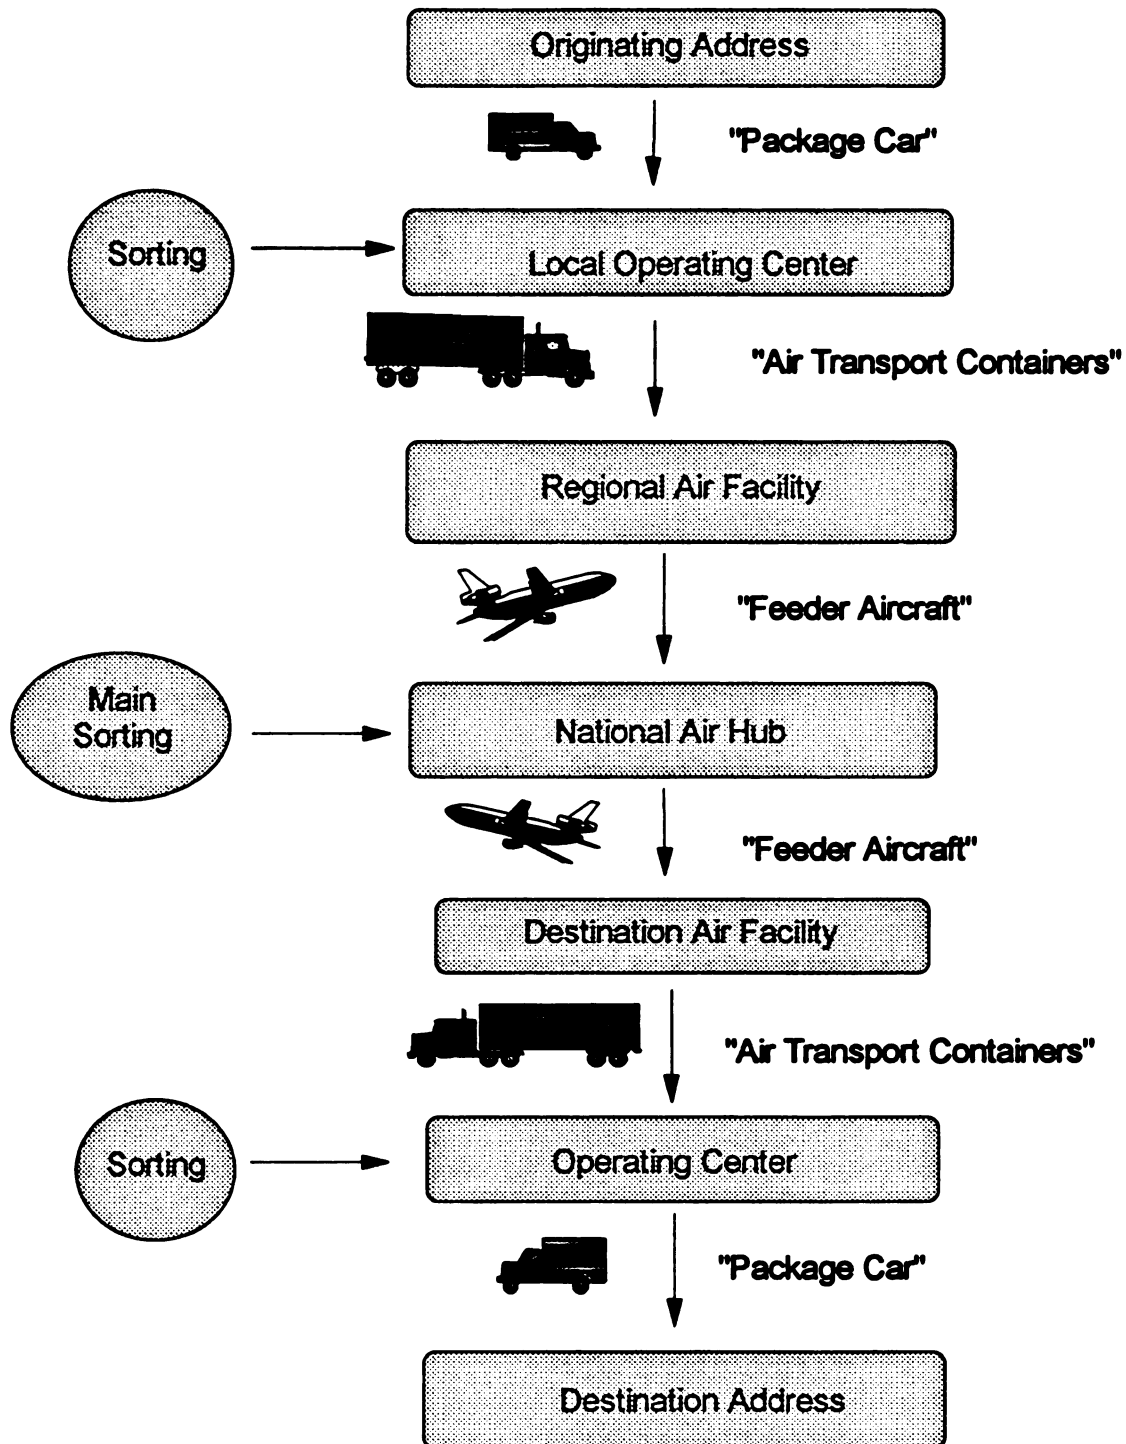 Originating Address
"Package Car"
Sorting
Local Operating Center
"Air Transport Containers"
Regional Air Facility
"Feeder Aircraft"
Main
Sorting
National Air Hub
"Feeder Aircraft"
Destination Air Facility
"Air Transport Containers"
Sorting
Operating Center
"Package Car"
Destination Address